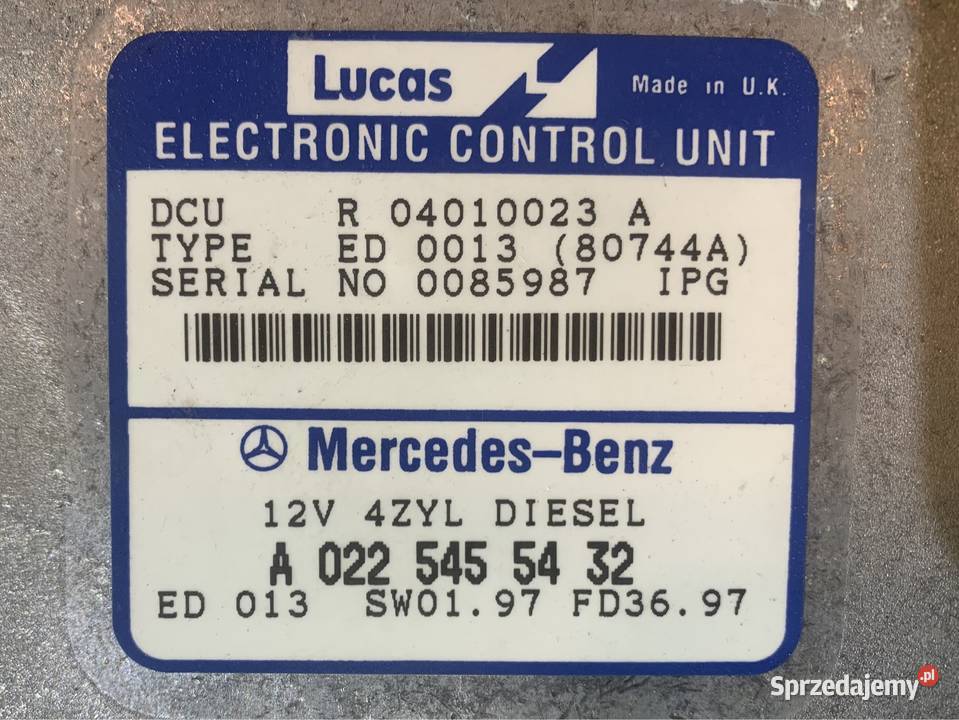 Lucas
Made in U.K.
ELECTRONIC CONTROL UNIT
DCU R 04010023 A
TYPE ED 0013 (80744A)
SERIAL NO 0085987 IPG
Mercedes-Benz
12V 4ZYL DIESEL
A 022 545 54 32
ED 013 SW01.97 FD36.97
Sprzedajemy.pl